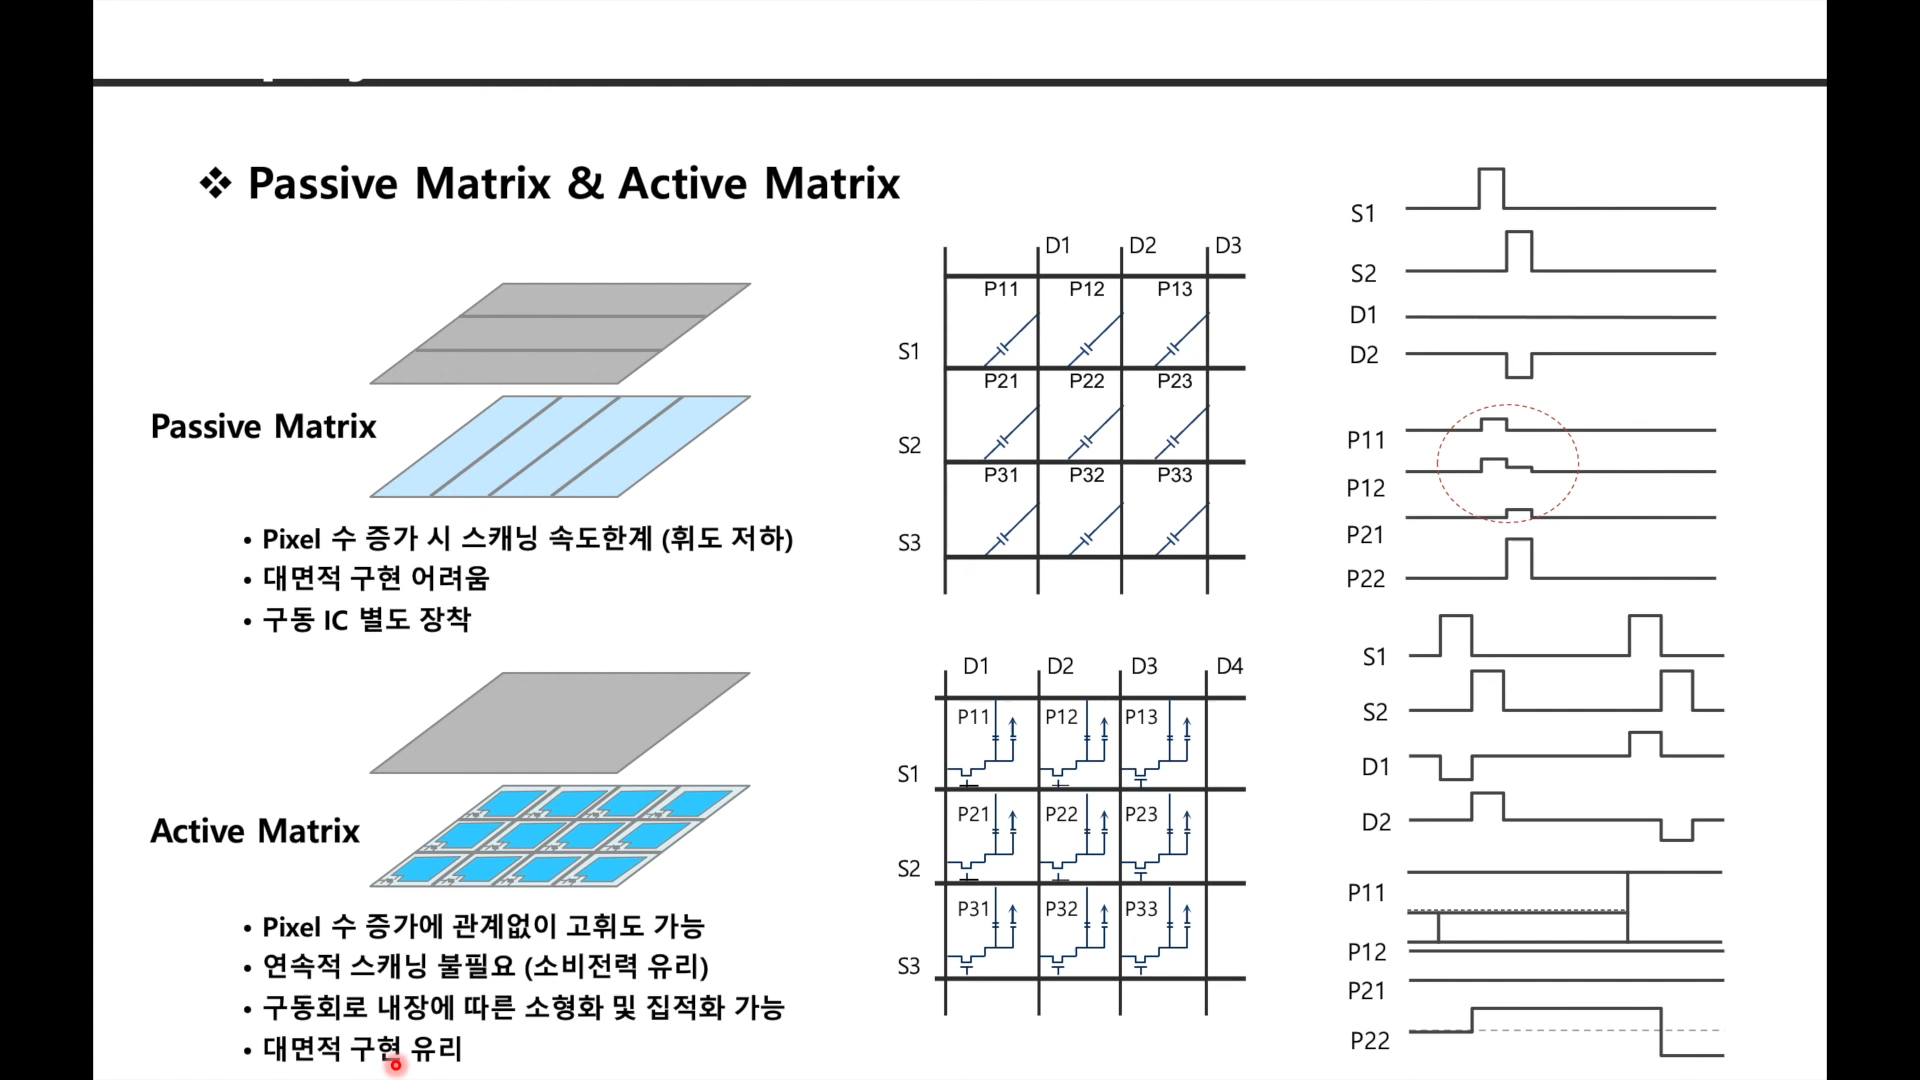 ❖ Passive Matrix & Active Matrix
Passive Matrix
• Pixel 수 증가 시 스캐닝 속도한계 (휘도 저하)
• 대면적 구현 어려움
• 구동 IC 별도 장착
Active Matrix
• Pixel 수 증가에 관계없이 고휘도 가능
• 연속적 스캐닝 불필요 (소비전력 유리)
• 구동회로 내장에 따른 소형화 및 집적화 가능
• 대면적 구현 유리
D1 D2 D3
P11 P12 P13
S1
P21 P22 P23
S2
P31 P32 P33
S3
D1 D2 D3 D4
P11 P12 P13
S1
P21 P22 P23
S2
P31 P32 P33
S3
S1
S2
D1
D2
P11
P12
P21
P22
S1
S2
D1
D2
P11
P12
P21
P22